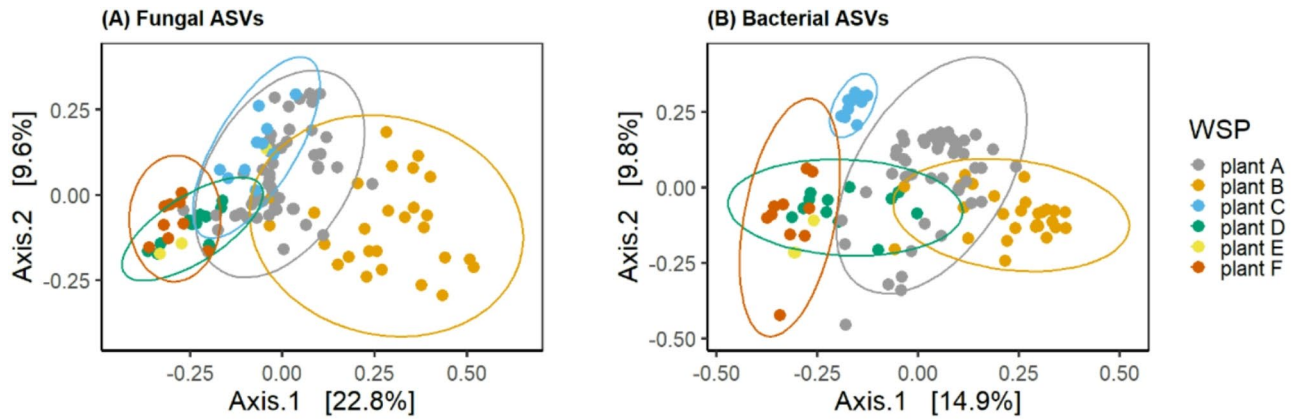 (A) Fungal ASVs
Axis.2 [9.6%]
0.25
0.00
-0.25
-0.25 0.00 0.25 0.50
Axis.1 [22.8%]
(B) Bacterial ASVs
Axis.2 [9.8%]
0.25
0.00
-0.25
-0.50
-0.50 -0.25 0.00 0.25 0.50
Axis.1 [14.9%]
WSP
plant A
plant B
plant C
plant D
plant E
plant F